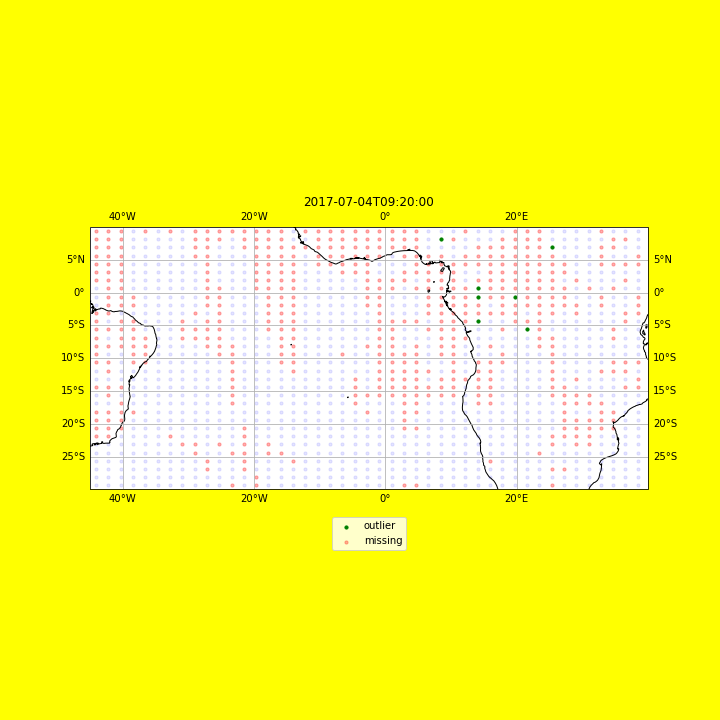 2017-07-04T09:20:00
40°W 20°W 0° 20°E
5°N 5°N
0° 0°
5°S 5°S
10°S 10°S
15°S 15°S
20°S 20°S
25°S 25°S
40°W 20°W 0° 20°E
outlier
missing